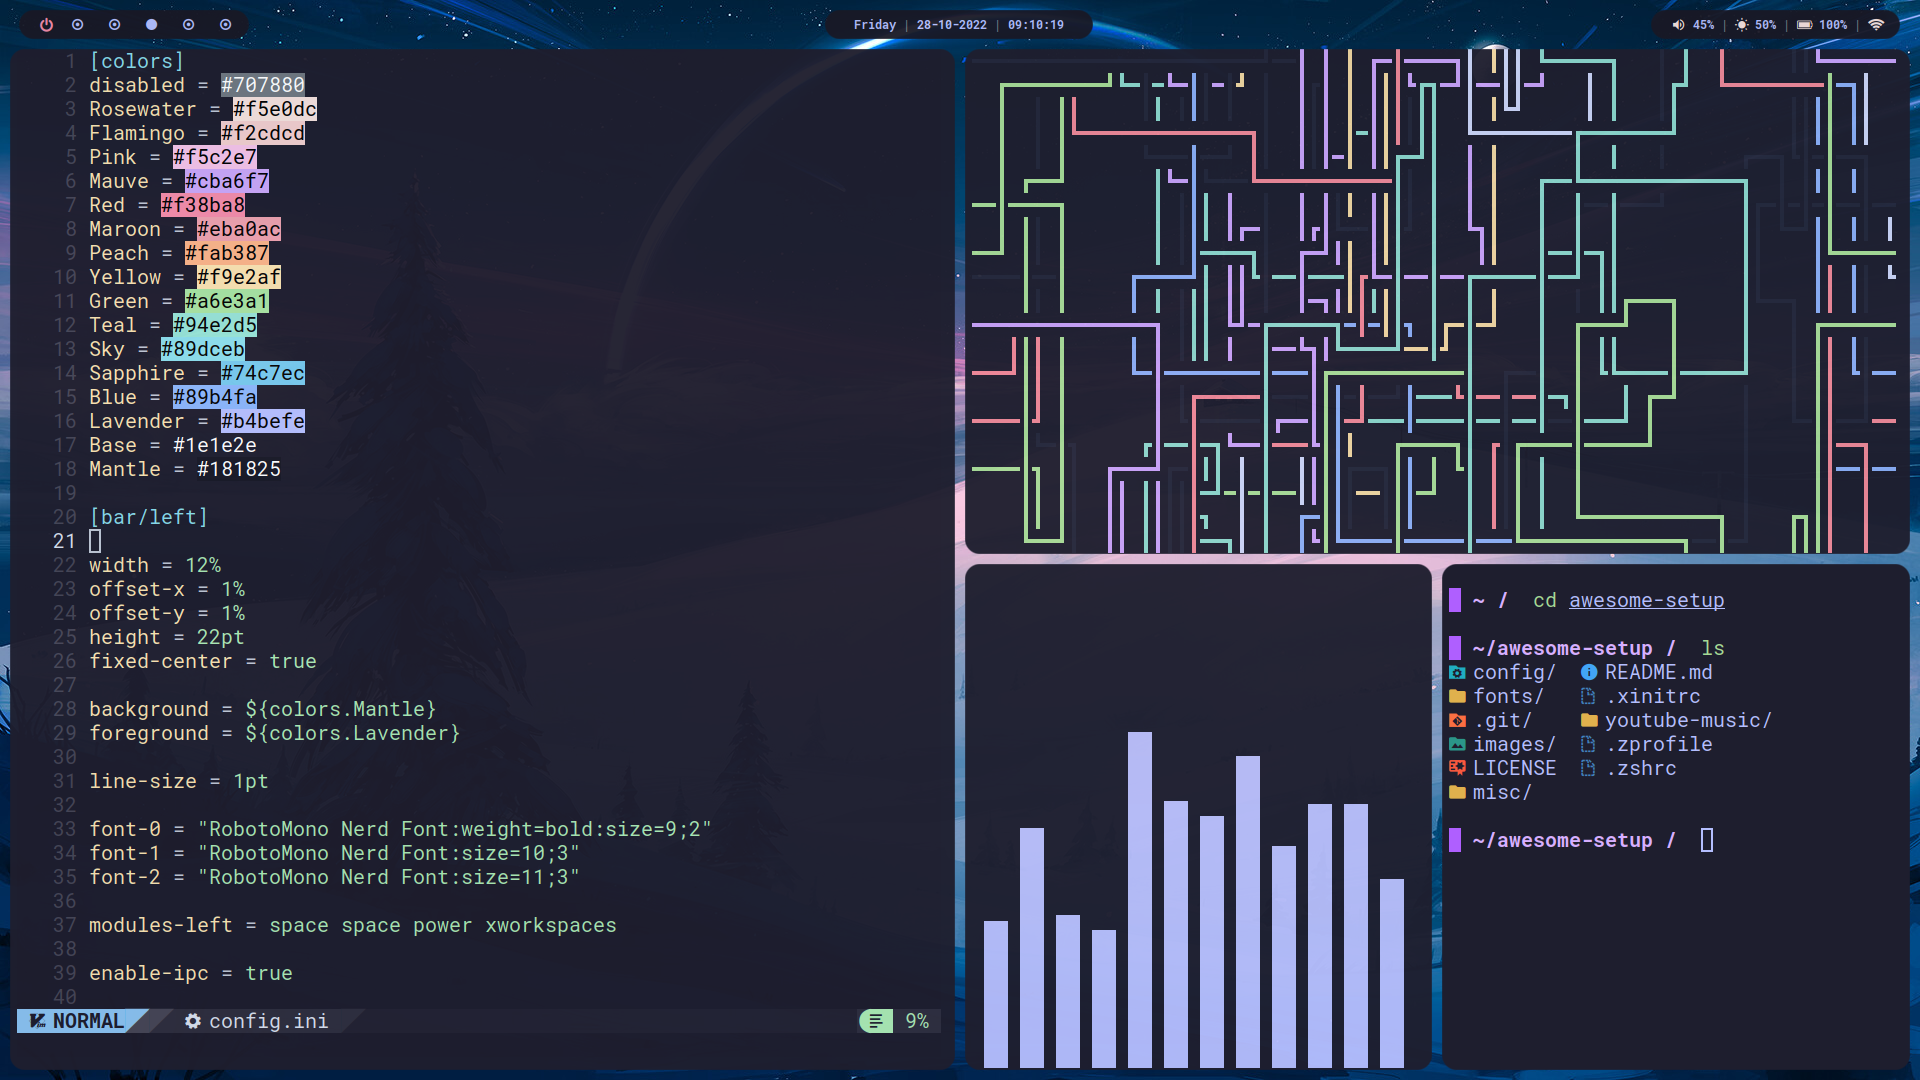 Friday | 28-10-2022 | 09:10:19
45% | 50% | 100% |
1 [colors]
2 disabled = #707880
3 Rosewater = #f5e0dc
4 Flamingo = #f2cdcd
5 Pink = #f5c2e7
6 Mauve = #cba6f7
7 Red = #f38ba8
8 Maroon = #eba0ac
9 Peach = #fab387
10 Yellow = #f9e2af
11 Green = #a6e3a1
12 Teal = #94e2d5
13 Sky = #89dceb
14 Sapphire = #74c7ec
15 Blue = #89b4fa
16 Lavender = #b4befe
17 Base = #1e1e2e
18 Mantle = #181825
19
20 [bar/left]
21
22 width = 12%
23 offset-x = 1%
24 offset-y = 1%
25 height = 22pt
26 fixed-center = true
27
28 background = ${colors.Mantle}
29 foreground = ${colors.Lavender}
30
31 line-size = 1pt
32
33 font-0 = "RobotoMono Nerd Font:weight=bold:size=9;2"
34 font-1 = "RobotoMono Nerd Font:size=10;3"
35 font-2 = "RobotoMono Nerd Font:size=11;3"
36
37 modules-left = space space power xworkspaces
38
39 enable-ipc = true
40
NORMAL config.ini 9%
~ / cd awesome-setup
~/awesome-setup / ls
config/ README.md
fonts/ .xinitrc
.git/ youtube-music/
images/ .zprofile
LICENSE .zshrc
misc/
~/awesome-setup /